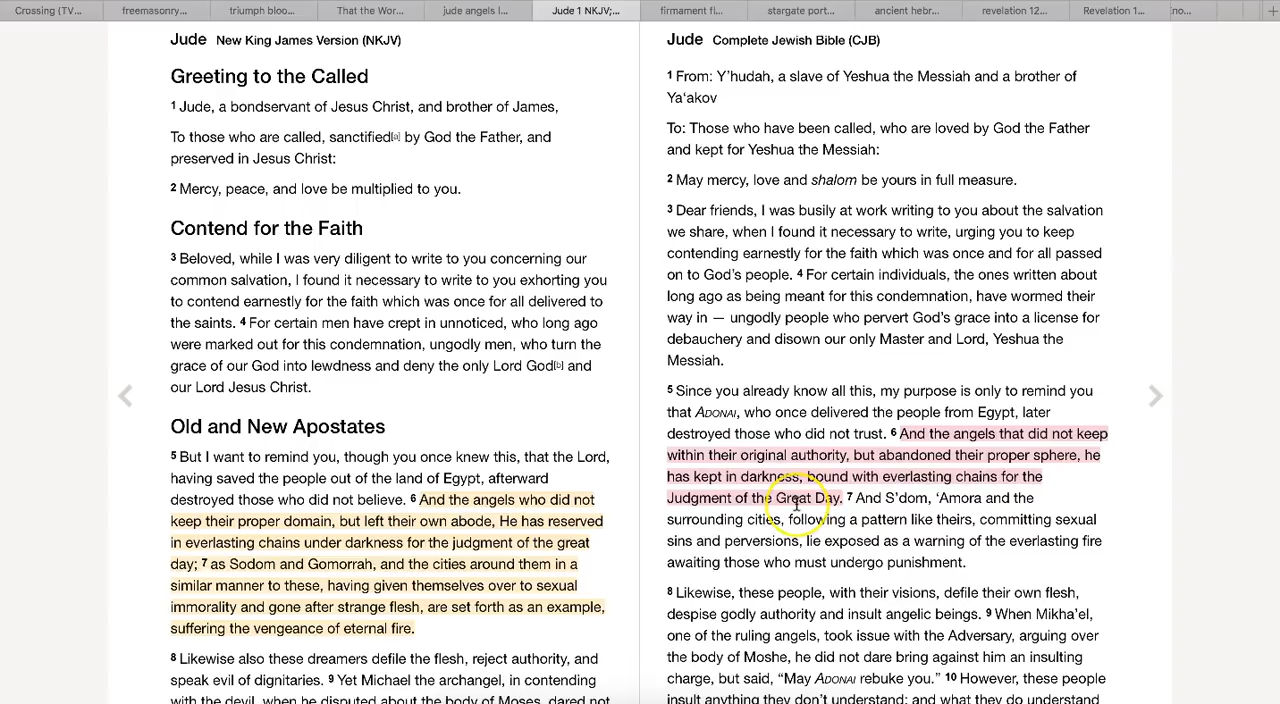 Crossing {TV...
freemasonry...
triumph bloo...
That the Wor...
jude angels l...
Jude 1 NKJV;...
firmament fl...
stargate port...
ancient hebr...
revelation 12...
Revelation 1...
Jude New King James Version (NKJV)
Greeting to the Called
1 Jude, a bondservant of Jesus Christ, and brother of James,
To those who are called, sanctified[a] by God the Father, and
preserved in Jesus Christ:
2 Mercy, peace, and love be multiplied to you.
Contend for the Faith
3 Beloved, while I was very diligent to write to you concerning our
common salvation, I found it necessary to write to you exhorting you
to contend earnestly for the faith which was once for all delivered to
the saints. 4 For certain men have crept in unnoticed, who long ago
were marked out for this condemnation, ungodly men, who turn the
grace of our God into lewdness and deny the only Lord God[b] and
our Lord Jesus Christ.
Old and New Apostates
5 But I want to remind you, though you once knew this, that the Lord,
having saved the people out of the land of Egypt, afterward
destroyed those who did not believe. 6 And the angels who did not
keep their proper domain, but left their own abode, He has reserved
in everlasting chains under darkness for the judgment of the great
day; 7 as Sodom and Gomorrah, and the cities around them in a
similar manner to these, having given themselves over to sexual
immorality and gone after strange flesh, are set forth as an example,
suffering the vengeance of eternal fire.
8 Likewise also these dreamers defile the flesh, reject authority, and
speak evil of dignitaries. 9 Yet Michael the archangel, in contending
with the devil, when he disputed about the body of Moses, dared not
Jude Complete Jewish Bible (CJB)
1 From: Y'hudah, a slave of Yeshua the Messiah and a brother of
Ya'akov
To: Those who have been called, who are loved by God the Father
and kept for Yeshua the Messiah:
2 May mercy, love and shalom be yours in full measure.
3 Dear friends, I was busily at work writing to you about the salvation
we share, when I found it necessary to write, urging you to keep
contending earnestly for the faith which was once and for all passed
on to God's people. 4 For certain individuals, the ones written about
long ago as being meant for this condemnation, have wormed their
way in — ungodly people who pervert God's grace into a license for
debauchery and disown our only Master and Lord, Yeshua the
Messiah.
5 Since you already know all this, my purpose is only to remind you
that ADONAI, who once delivered the people from Egypt, later
destroyed those who did not trust. 6 And the angels that did not keep
within their original authority, but abandoned their proper sphere, he
has kept in darkness, bound with everlasting chains for the
Judgment of the Great Day. 7 And S'dom, 'Amora and the
surrounding cities, following a pattern like theirs, committing sexual
sins and perversions, lie exposed as a warning of the everlasting fire
awaiting those who must undergo punishment.
8 Likewise, these people, with their visions, defile their own flesh,
despise godly authority and insult angelic beings. 9 When Mikha'el,
one of the ruling angels, took issue with the Adversary, arguing over
the body of Moshe, he did not dare bring against him an insulting
charge, but said, "May ADONAI rebuke you." 10 However, these people
insult anything they don't understand; and what they do understand